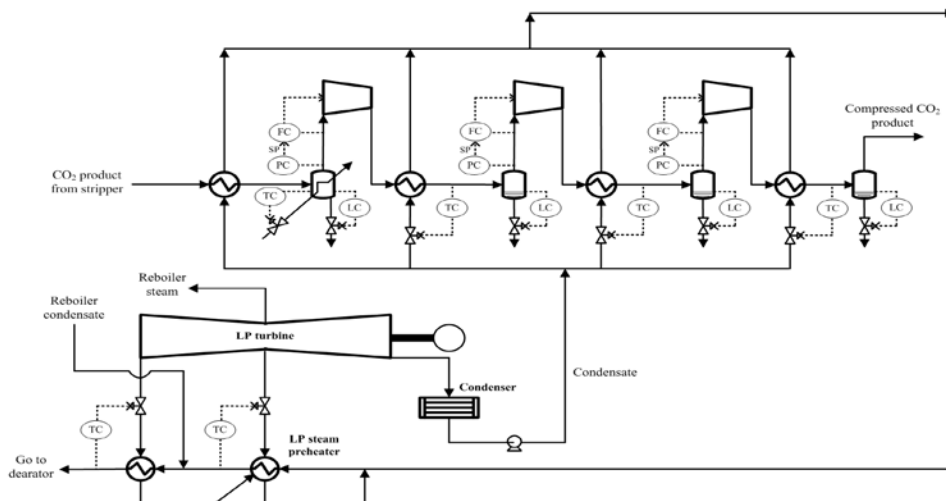 Compressed CO2
product
FC
FC
FC
SP
SP
SP
PC
PC
PC
CO2 product
from stripper
TC
LC
TC
LC
TC
LC
TC
LC
Reboiler
steam
Reboiler
condensate
LP turbine
Condenser
Condensate
TC
TC
LP steam
preheater
Go to
dearator